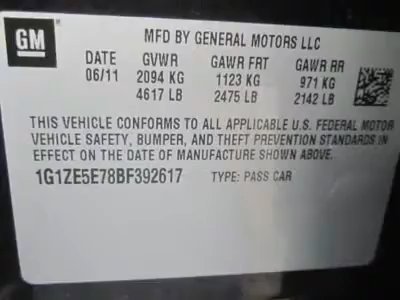 GM
MFD BY GENERAL MOTORS LLC
DATE GVWR GAWR FRT GAWR RR
06/11 2094 KG 1123 KG 971 KG
4617 LB 2475 LB 2142 LB
THIS VEHICLE CONFORMS TO ALL APPLICABLE U.S. FEDERAL MOTOR
VEHICLE SAFETY, BUMPER, AND THEFT PREVENTION STANDARDS IN
EFFECT ON THE DATE OF MANUFACTURE SHOWN ABOVE.
1G1ZE5E78BF392617 TYPE: PASS CAR